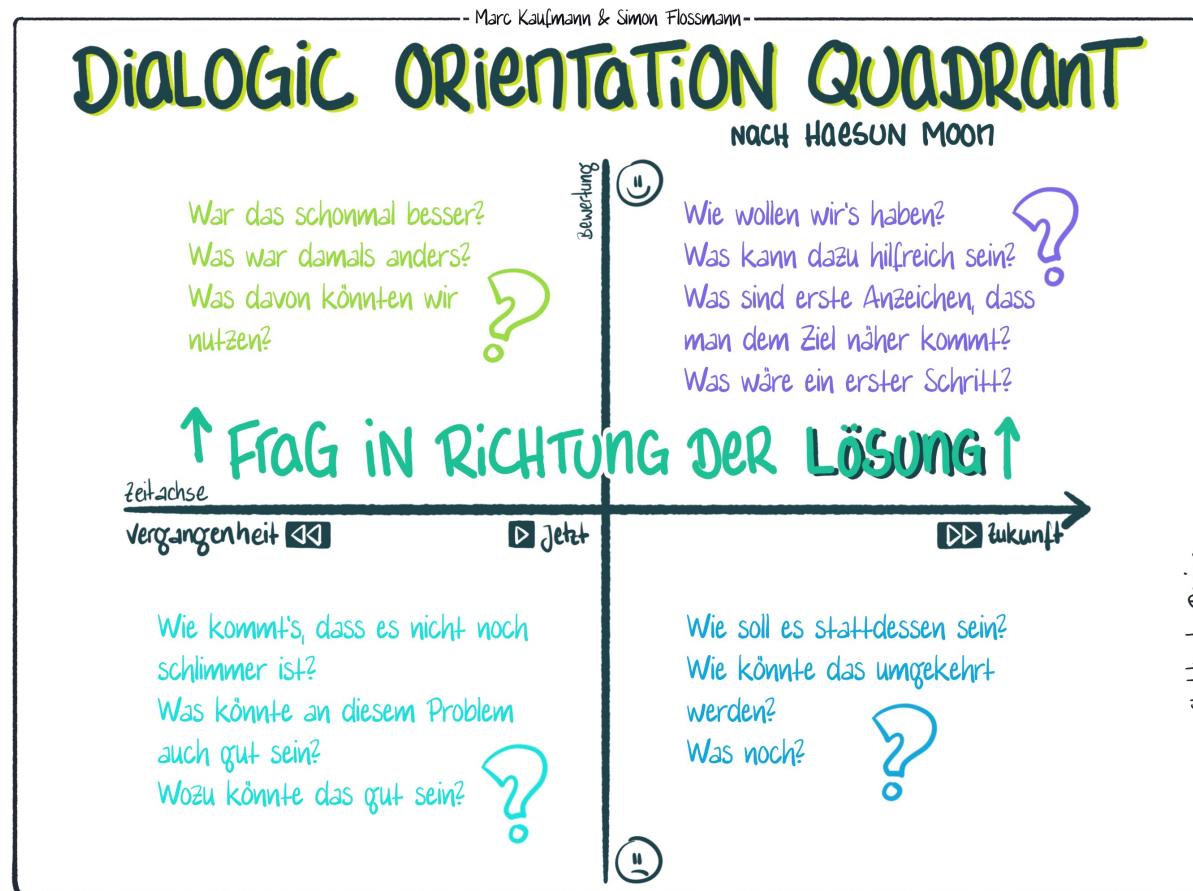 Marc Kaufmann & Simon Flossmann
DiALOGiC ORienTaTiON QUaDRanT
NaCH HaeSUN MOOn
Bewertung
War das schonmal besser?
Was war damals anders?
Was davon könnten wir
nutzen?
Wie wollen wir's haben?
Was kann dazu hilfreich sein?
Was sind erste Anzeichen, dass
man dem Ziel näher kommt?
Was wäre ein erster Schritt?
FraG iN RiCHTUNG DER LÖSUNG
Zeitachse
Vergangenheit
Jetzt
Zukunft
Wie kommt's, dass es nicht noch
schlimmer ist?
Was könnte an diesem Problem
auch gut sein?
Wozu könnte das gut sein?
Wie soll es stattdessen sein?
Wie könnte das umgekehrt
werden?
Was noch?